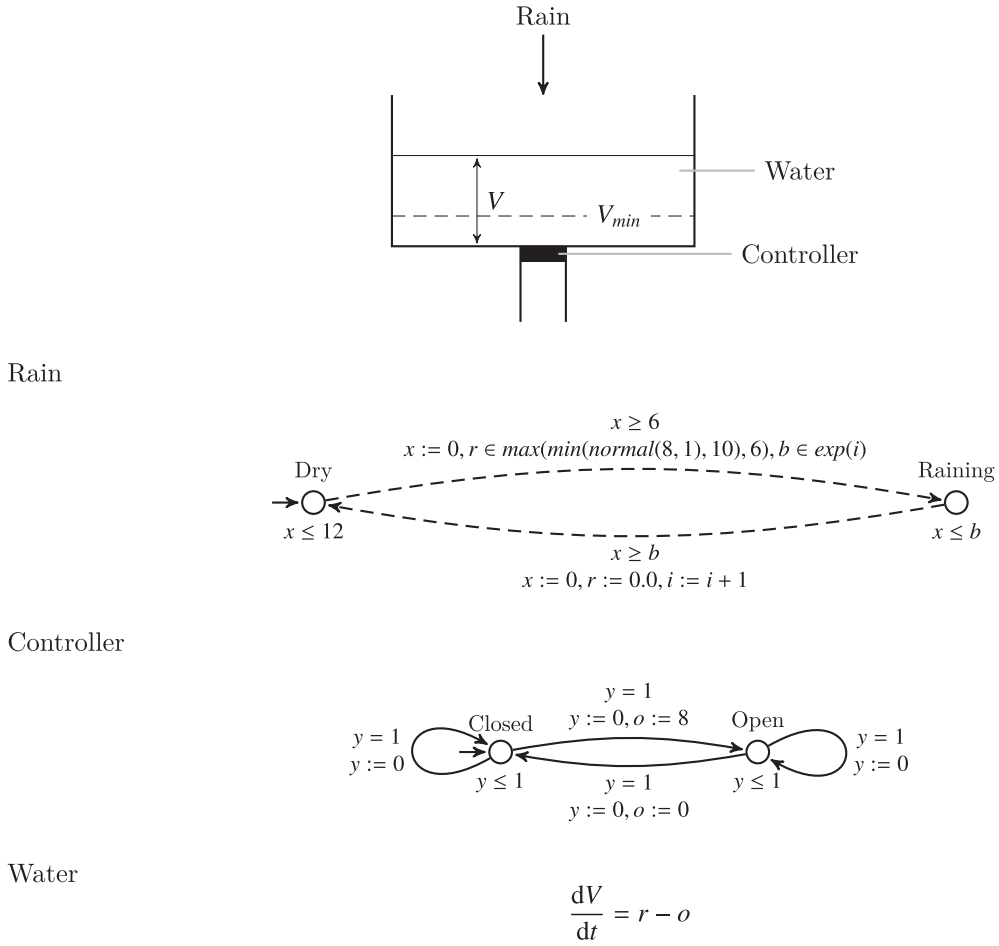 Rain
Water
V
V_min
Controller
Rain
x ≥ 6
x := 0, r ∈ max(min(normal(8, 1), 10), 6), b ∈ exp(i)
Dry
Raining
x ≤ 12
x ≤ b
x ≥ b
x := 0, r := 0.0, i := i + 1
Controller
y = 1
y := 0, o := 8
Closed
Open
y = 1
y := 0
y = 1
y := 0
y ≤ 1
y ≤ 1
y = 1
y := 0, o := 0
Water
dV/dt = r − o